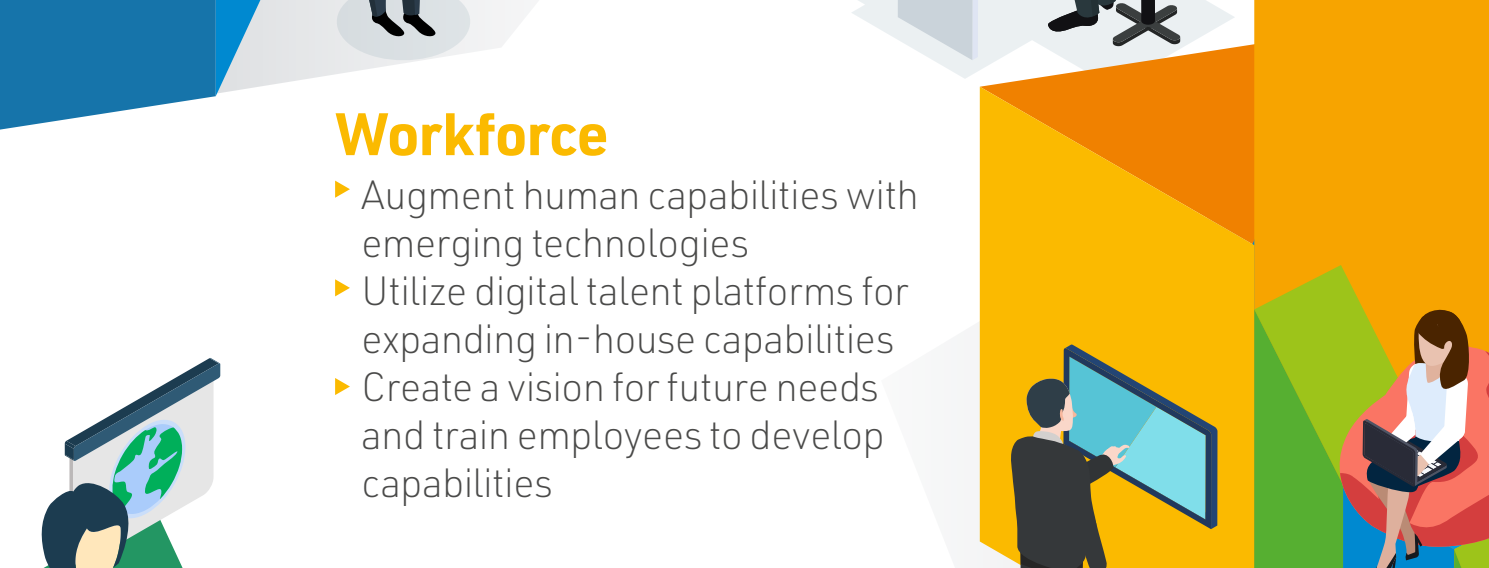 Workforce
Augment human capabilities with
emerging technologies
Utilize digital talent platforms for
expanding in-house capabilities
Create a vision for future needs
and train employees to develop
capabilities